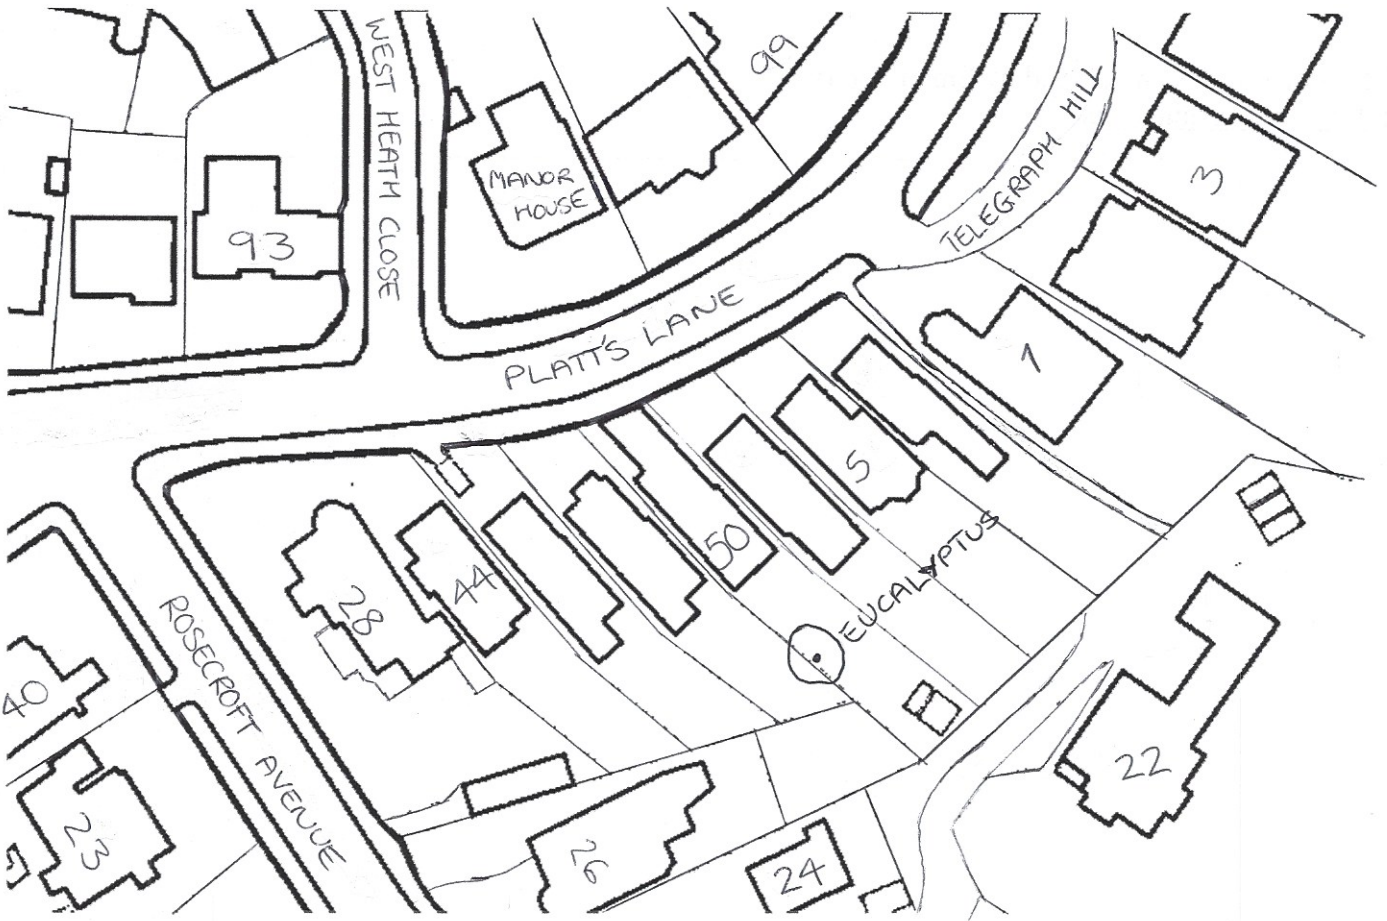 WEST HEATH CLOSE
99
TELEGRAPH HILL
MANOR
HOUSE
3
93
PLATT'S LANE
1
5
50
EUCALYPTUS
44
28
ROSECROFT AVENUE
40
22
23
26
24